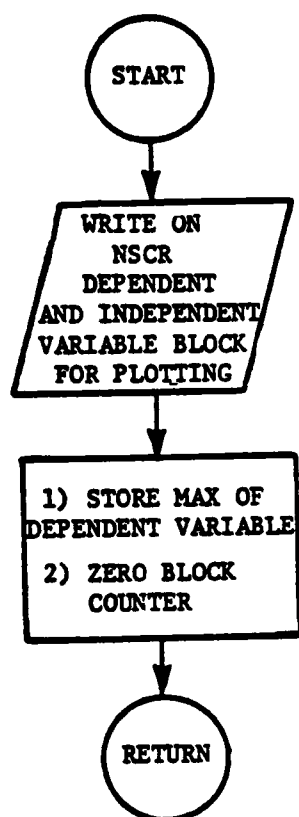 START
WRITE ON
NSCR
DEPENDENT
AND INDEPENDENT
VARIABLE BLOCK
FOR PLOTTING
1) STORE MAX OF
DEPENDENT VARIABLE
2) ZERO BLOCK
COUNTER
RETURN